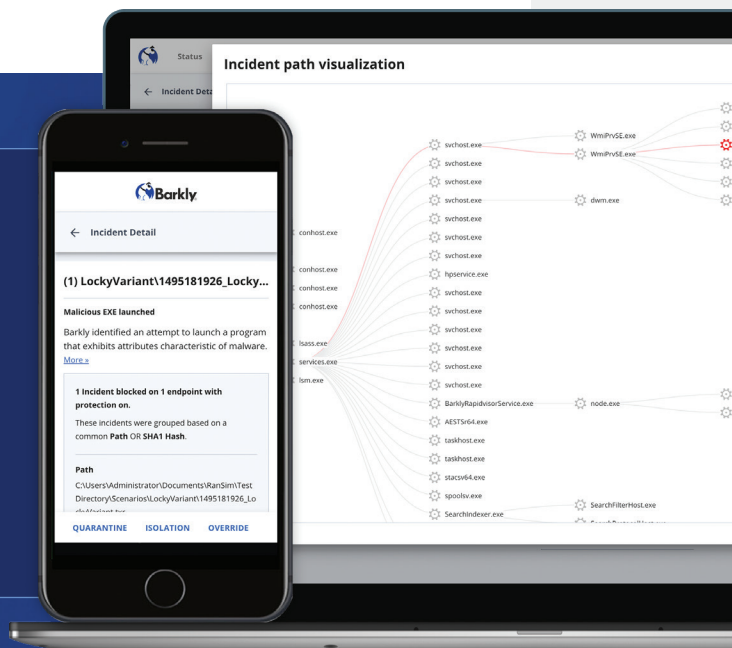 Status
Incident path visualization
← Incident Deta
Barkly
← Incident Detail
(1) LockyVariant\1495181926_Locky...
Malicious EXE launched
Barkly identified an attempt to launch a program
that exhibits attributes characteristic of malware.
More »
1 Incident blocked on 1 endpoint with
protection on.
These incidents were grouped based on a
common Path OR SHA1 Hash.
Path
C:\Users\Administrator\Documents\RanSim\Test
Directory\Scenarios\LockyVariant\1495181926_Lo
QUARANTINE ISOLATION OVERRIDE
conhost.exe
conhost.exe
conhost.exe
conhost.exe
lsass.exe
services.exe
lsm.exe
svchost.exe
svchost.exe
svchost.exe
svchost.exe
svchost.exe
svchost.exe
svchost.exe
hpservice.exe
svchost.exe
svchost.exe
svchost.exe
svchost.exe
svchost.exe
svchost.exe
BarklyRapidvisorService.exe
AESTSr64.exe
taskhost.exe
taskhost.exe
stacsv64.exe
spoolsv.exe
SearchIndexer.exe
WmiPrvSE.exe
WmiPrvSE.exe
dwm.exe
node.exe
SearchFilterHost.exe